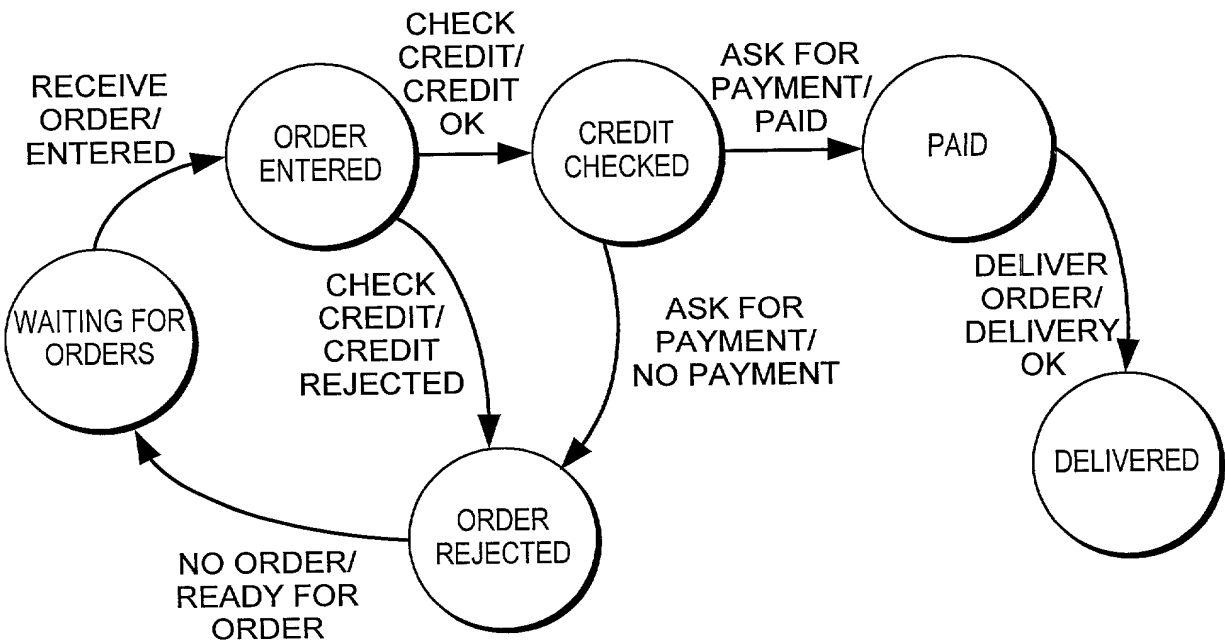 RECEIVE
ORDER/
ENTERED
ORDER
ENTERED
CHECK
CREDIT/
CREDIT
OK
CREDIT
CHECKED
ASK FOR
PAYMENT/
PAID
PAID
WAITING FOR
ORDERS
CHECK
CREDIT/
CREDIT
REJECTED
ASK FOR
PAYMENT/
NO PAYMENT
DELIVER
ORDER/
DELIVERY
OK
DELIVERED
ORDER
REJECTED
NO ORDER/
READY FOR
ORDER